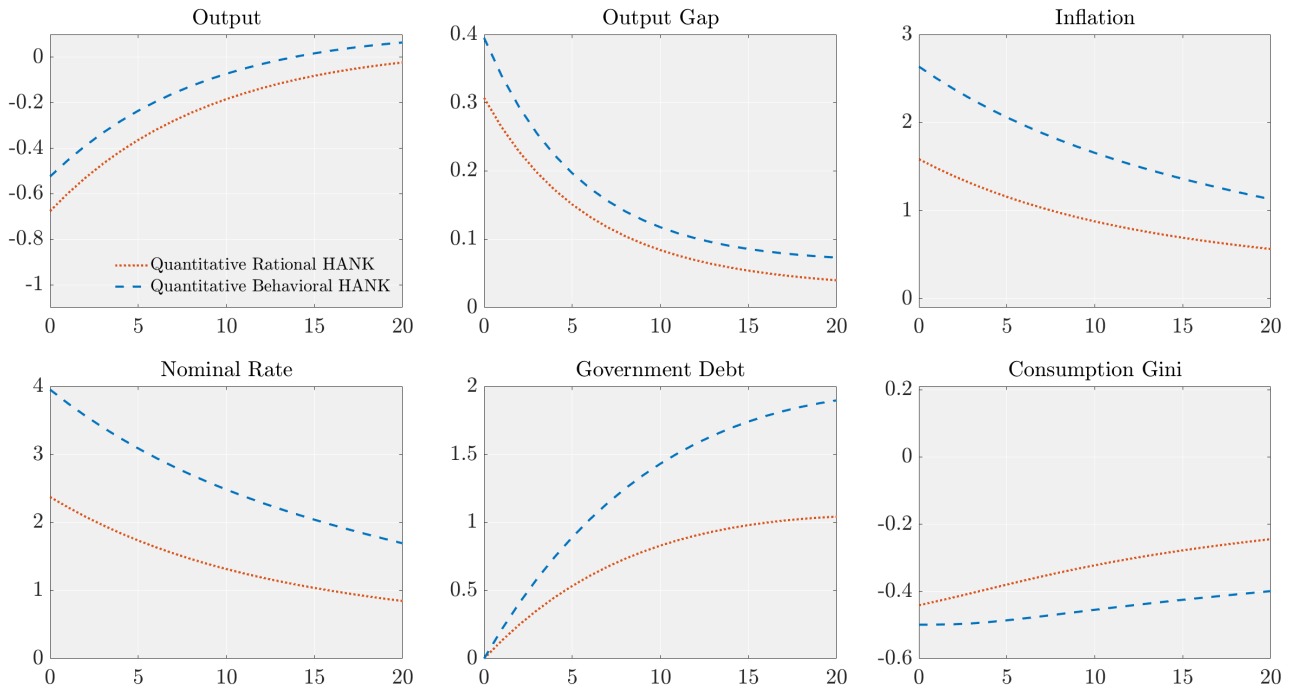 Output
0
-0.2
-0.4
-0.6
-0.8
-1
Quantitative Rational HANK
Quantitative Behavioral HANK
0 5 10 15 20
Output Gap
0.4
0.3
0.2
0.1
0
0 5 10 15 20
Inflation
3
2
1
0
0 5 10 15 20
Nominal Rate
4
3
2
1
0
0 5 10 15 20
Government Debt
2
1.5
1
0.5
0
0 5 10 15 20
Consumption Gini
0.2
0
-0.2
-0.4
-0.6
0 5 10 15 20